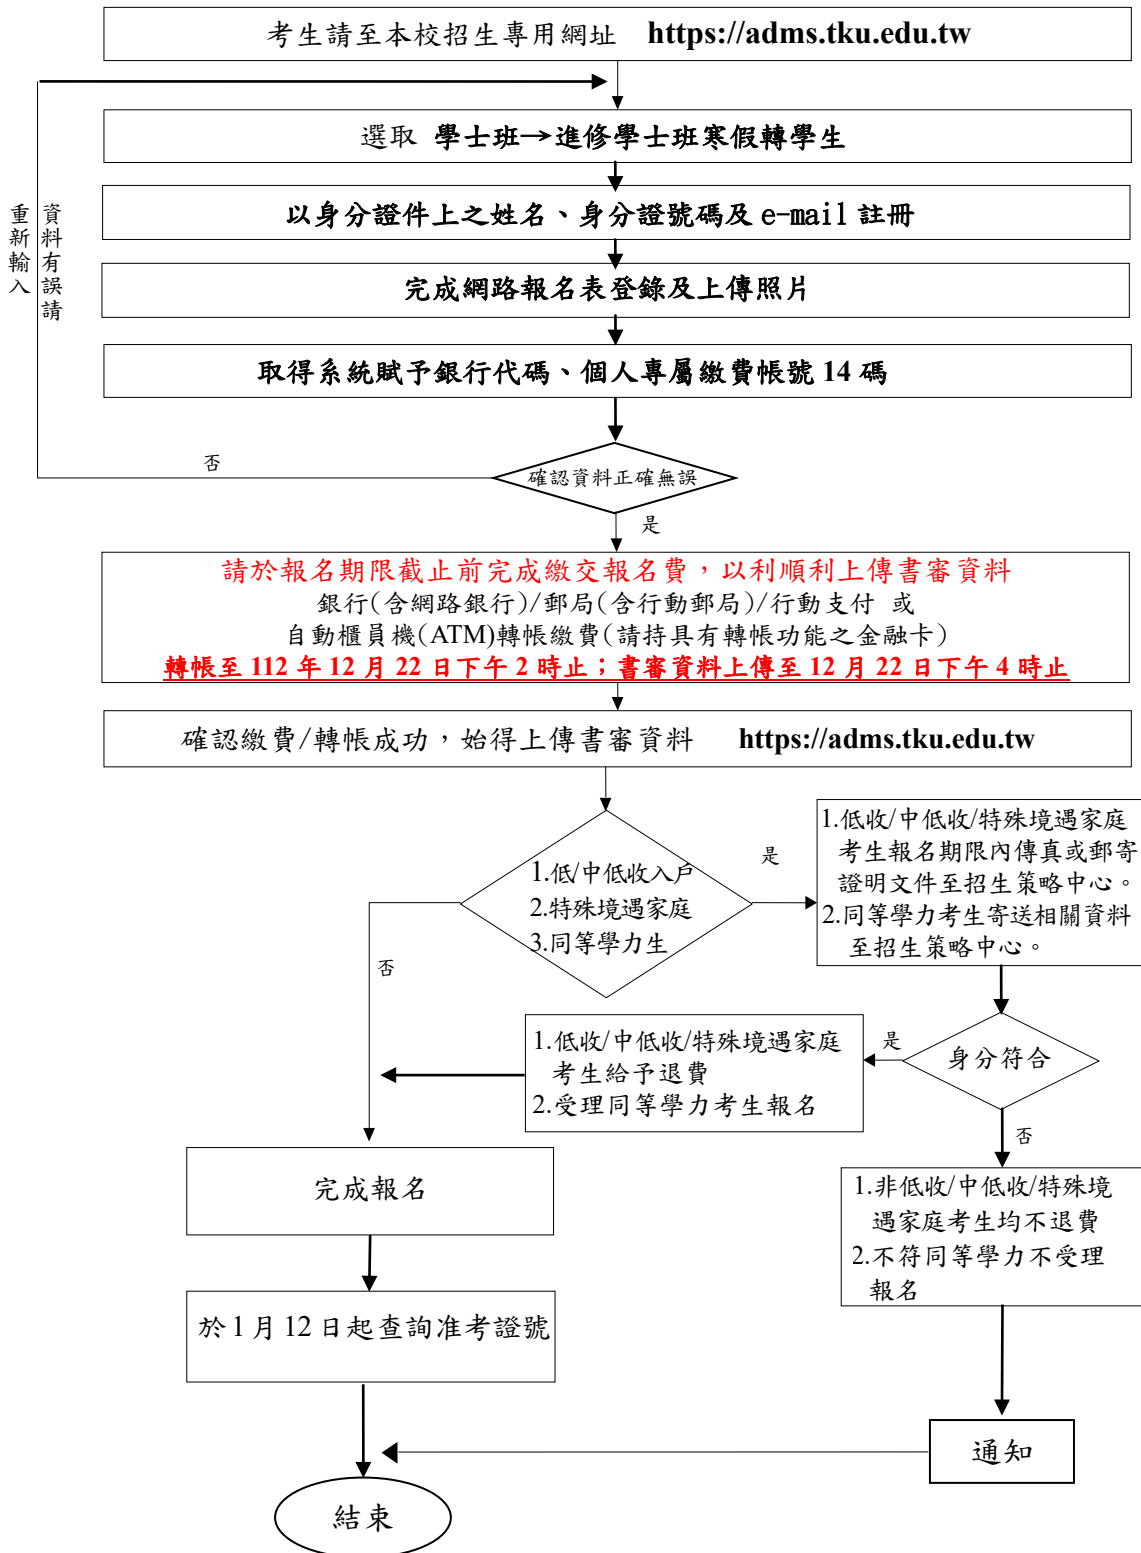 考生請至本校招生專用網址 https://adms.tku.edu.tw
選取 學士班→進修學士班寒假轉學生
以身分證件上之姓名、身分證號碼及 e-mail 註冊
完成網路報名表登錄及上傳照片
取得系統賦予銀行代碼、個人專屬繳費帳號 14 碼
資料有誤請
重新輸入
否
確認資料正確無誤
是
請於報名期限截止前完成繳交報名費，以利順利上傳書審資料
銀行(含網路銀行)/郵局(含行動郵局)/行動支付 或
自動櫃員機(ATM)轉帳繳費(請持具有轉帳功能之金融卡)
轉帳至 112 年 12 月 22 日下午 2 時止；書審資料上傳至 12 月 22 日下午 4 時止
確認繳費/轉帳成功，始得上傳書審資料 https://adms.tku.edu.tw
1.低/中低收入戶
2.特殊境遇家庭
3.同等學力生
是
1.低收/中低收/特殊境遇家庭
考生報名期限內傳真或郵寄
證明文件至招生策略中心。
2.同等學力考生寄送相關資料
至招生策略中心。
否
身分符合
是
1.低收/中低收/特殊境遇家庭
考生給予退費
2.受理同等學力考生報名
否
完成報名
1.非低收/中低收/特殊境
遇家庭考生均不退費
2.不符同等學力不受理
報名
於 1 月 12 日起查詢准考證號
通知
結束